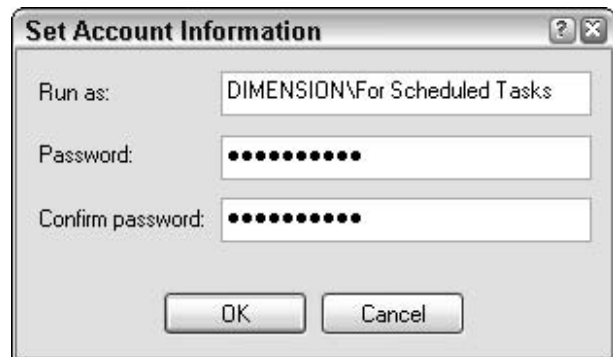 Set Account Information
Run as: DIMENSION\For Scheduled Tasks
Password: ••••••••••
Confirm password: ••••••••••
OK Cancel